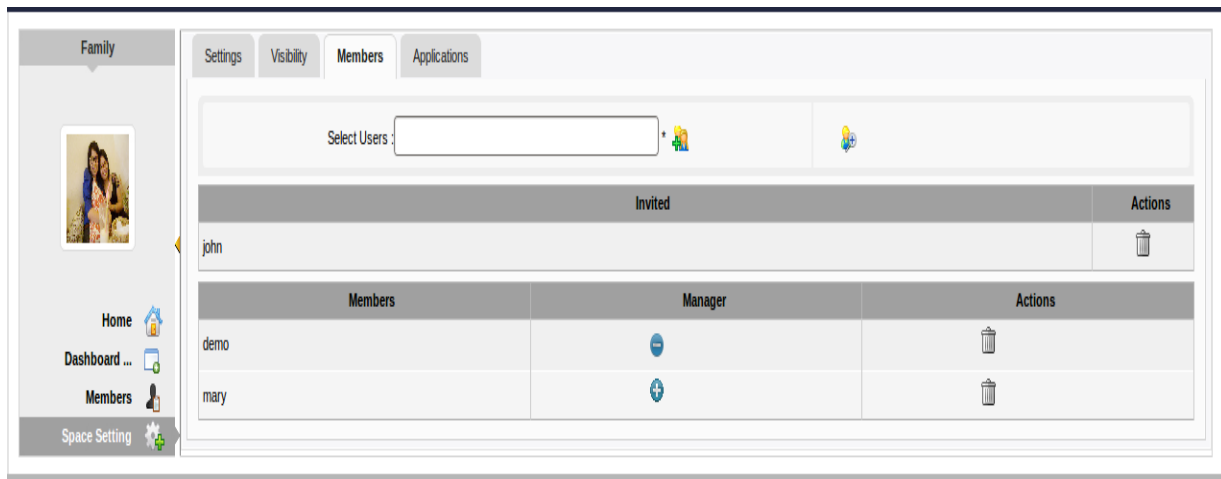 Family
Home
Dashboard ...
Members
Space Setting
Settings Visibility Members Applications
Select Users : *
Invited Actions
john
Members Manager Actions
demo
mary